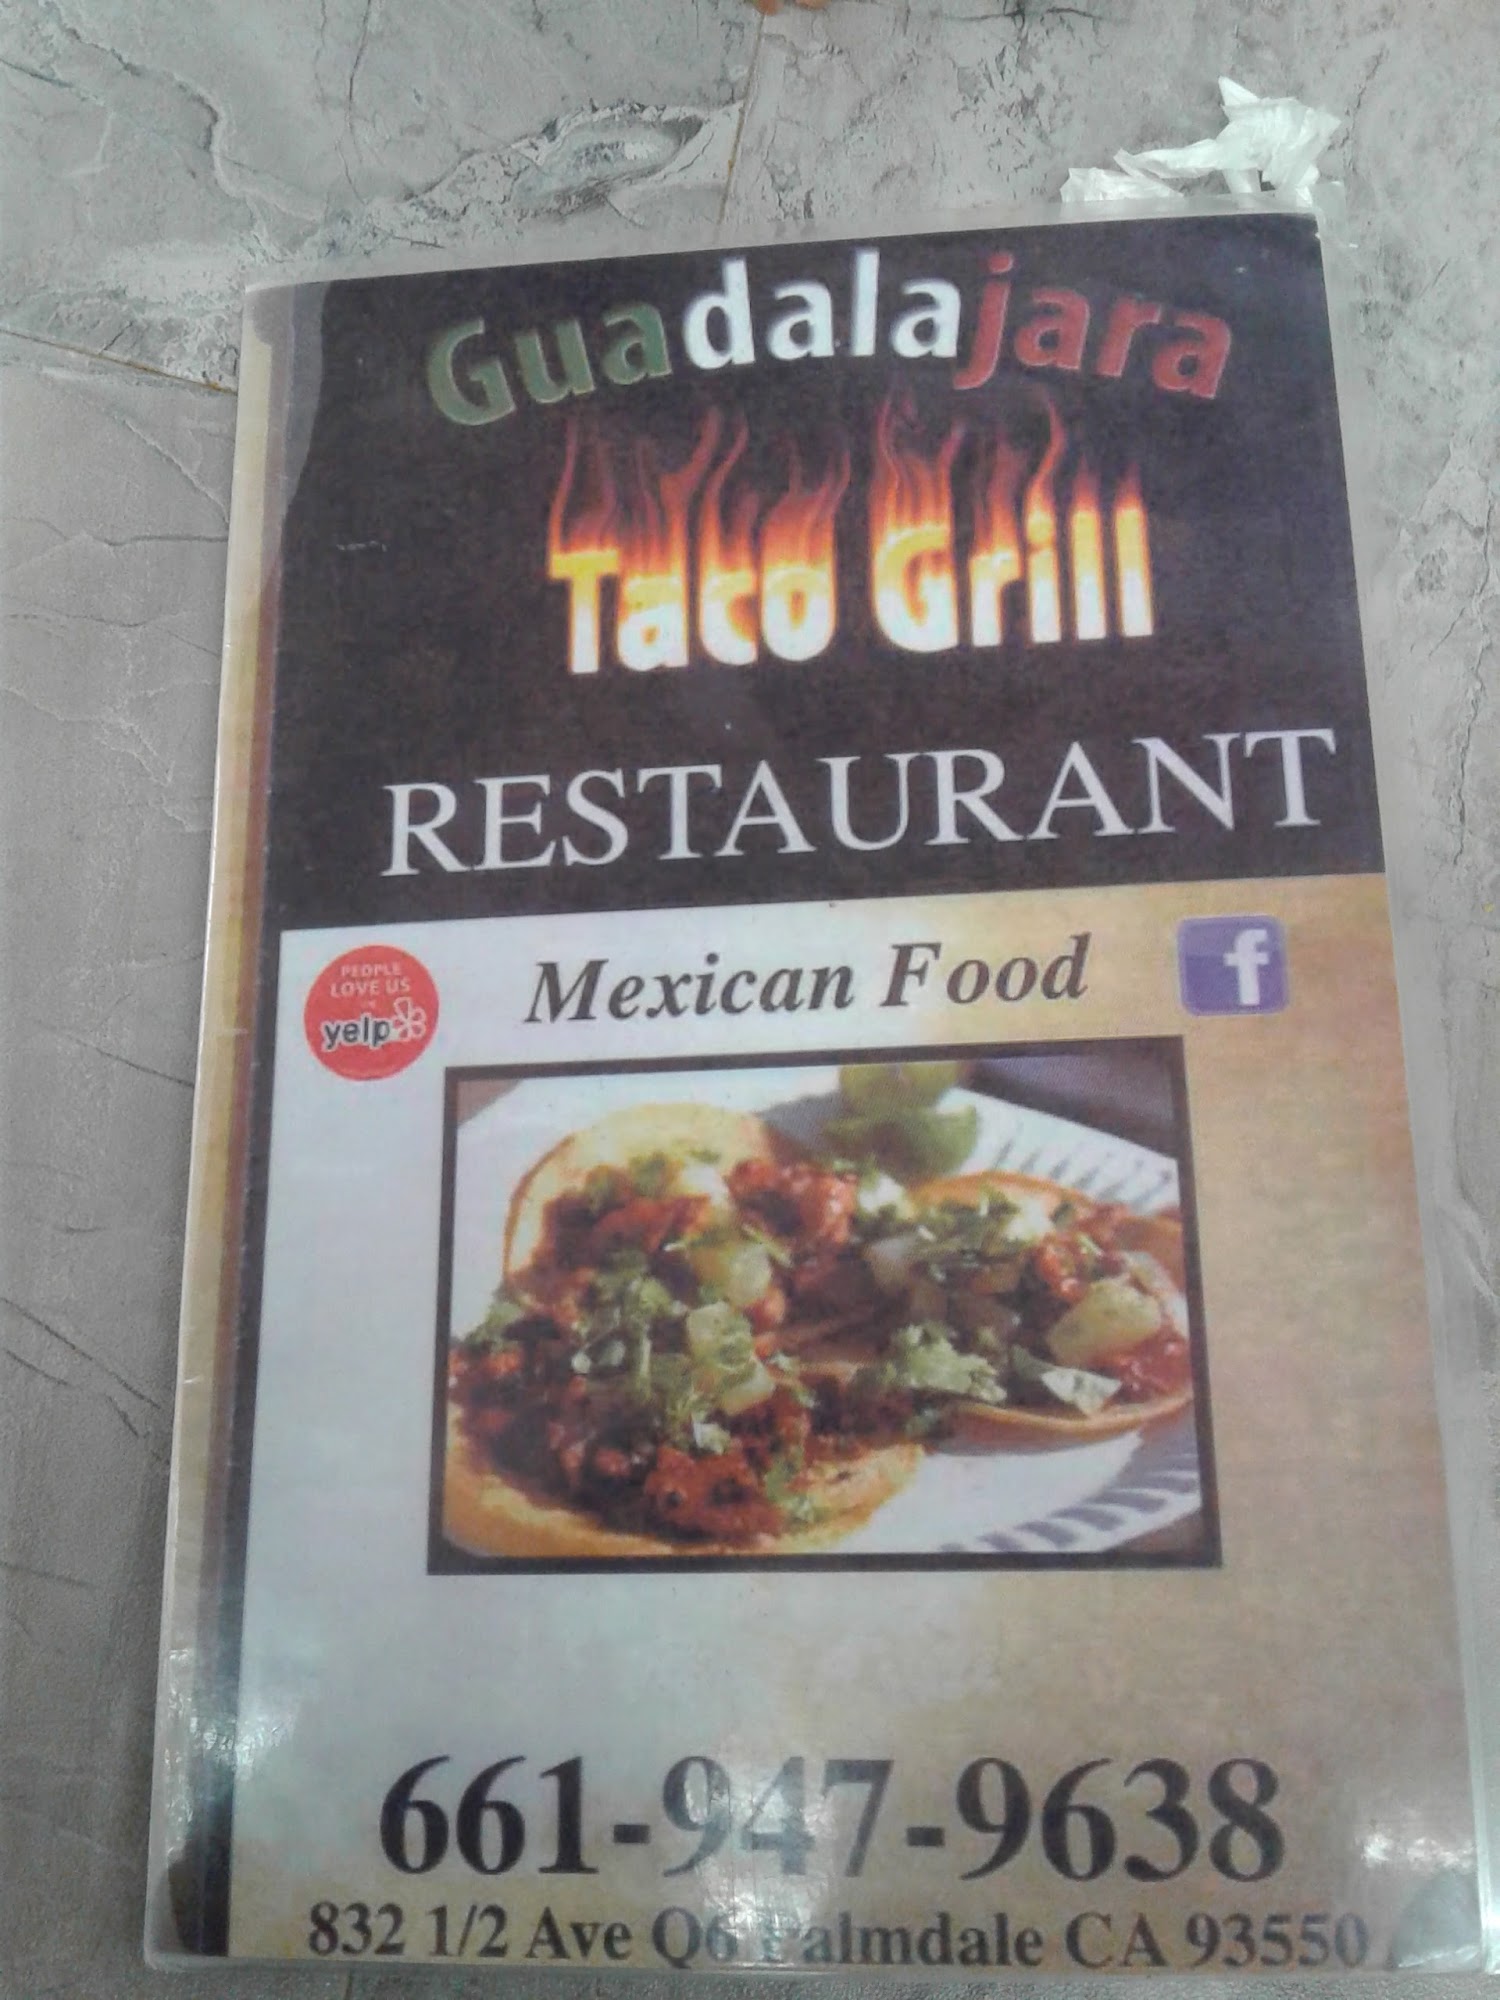 Guadalajara
Taco Grill
RESTAURANT
PEOPLE
LOVE US
ON
yelp
Mexican Food
f
661-947-9638
832 1/2 Ave Q6 Palmdale CA 93550